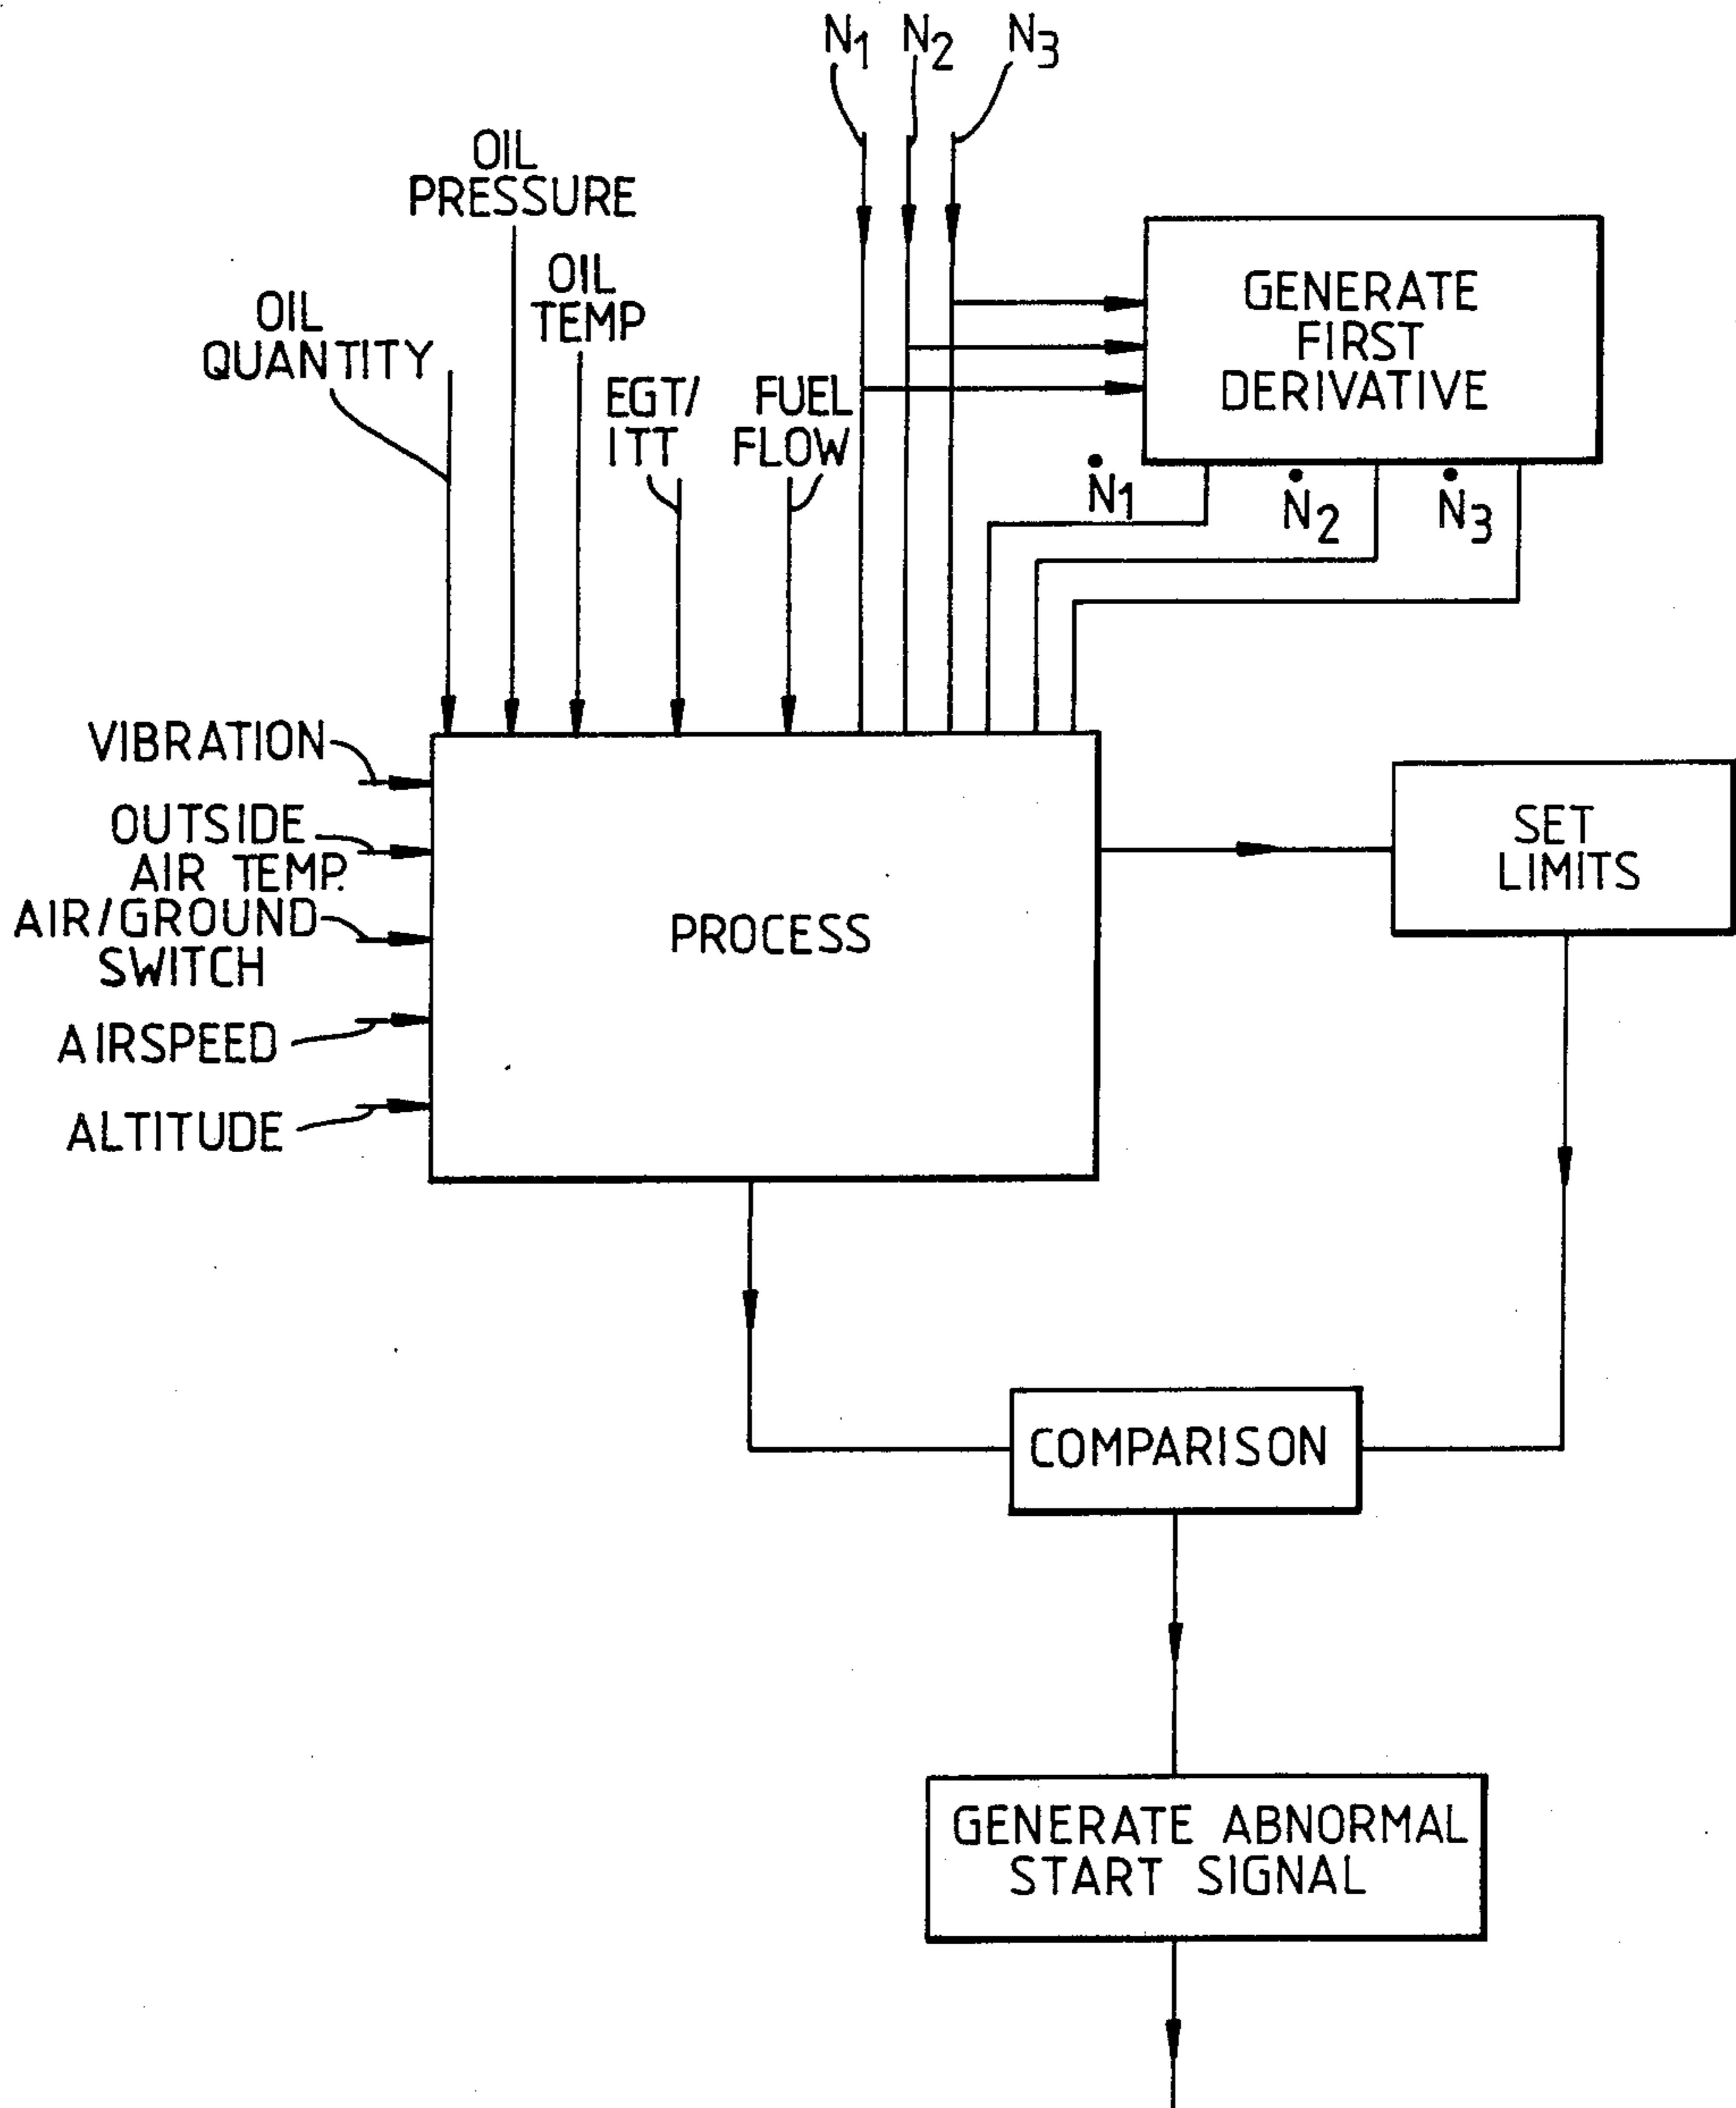 N1 N2 N3
OIL
PRESSURE
OIL
TEMP
OIL
QUANTITY
EGT/
ITT
FUEL
FLOW
GENERATE
FIRST
DERIVATIVE
Ṅ1 Ṅ2 Ṅ3
VIBRATION
OUTSIDE
AIR TEMP.
AIR/GROUND
SWITCH
AIRSPEED
ALTITUDE
PROCESS
SET
LIMITS
COMPARISON
GENERATE ABNORMAL
START SIGNAL